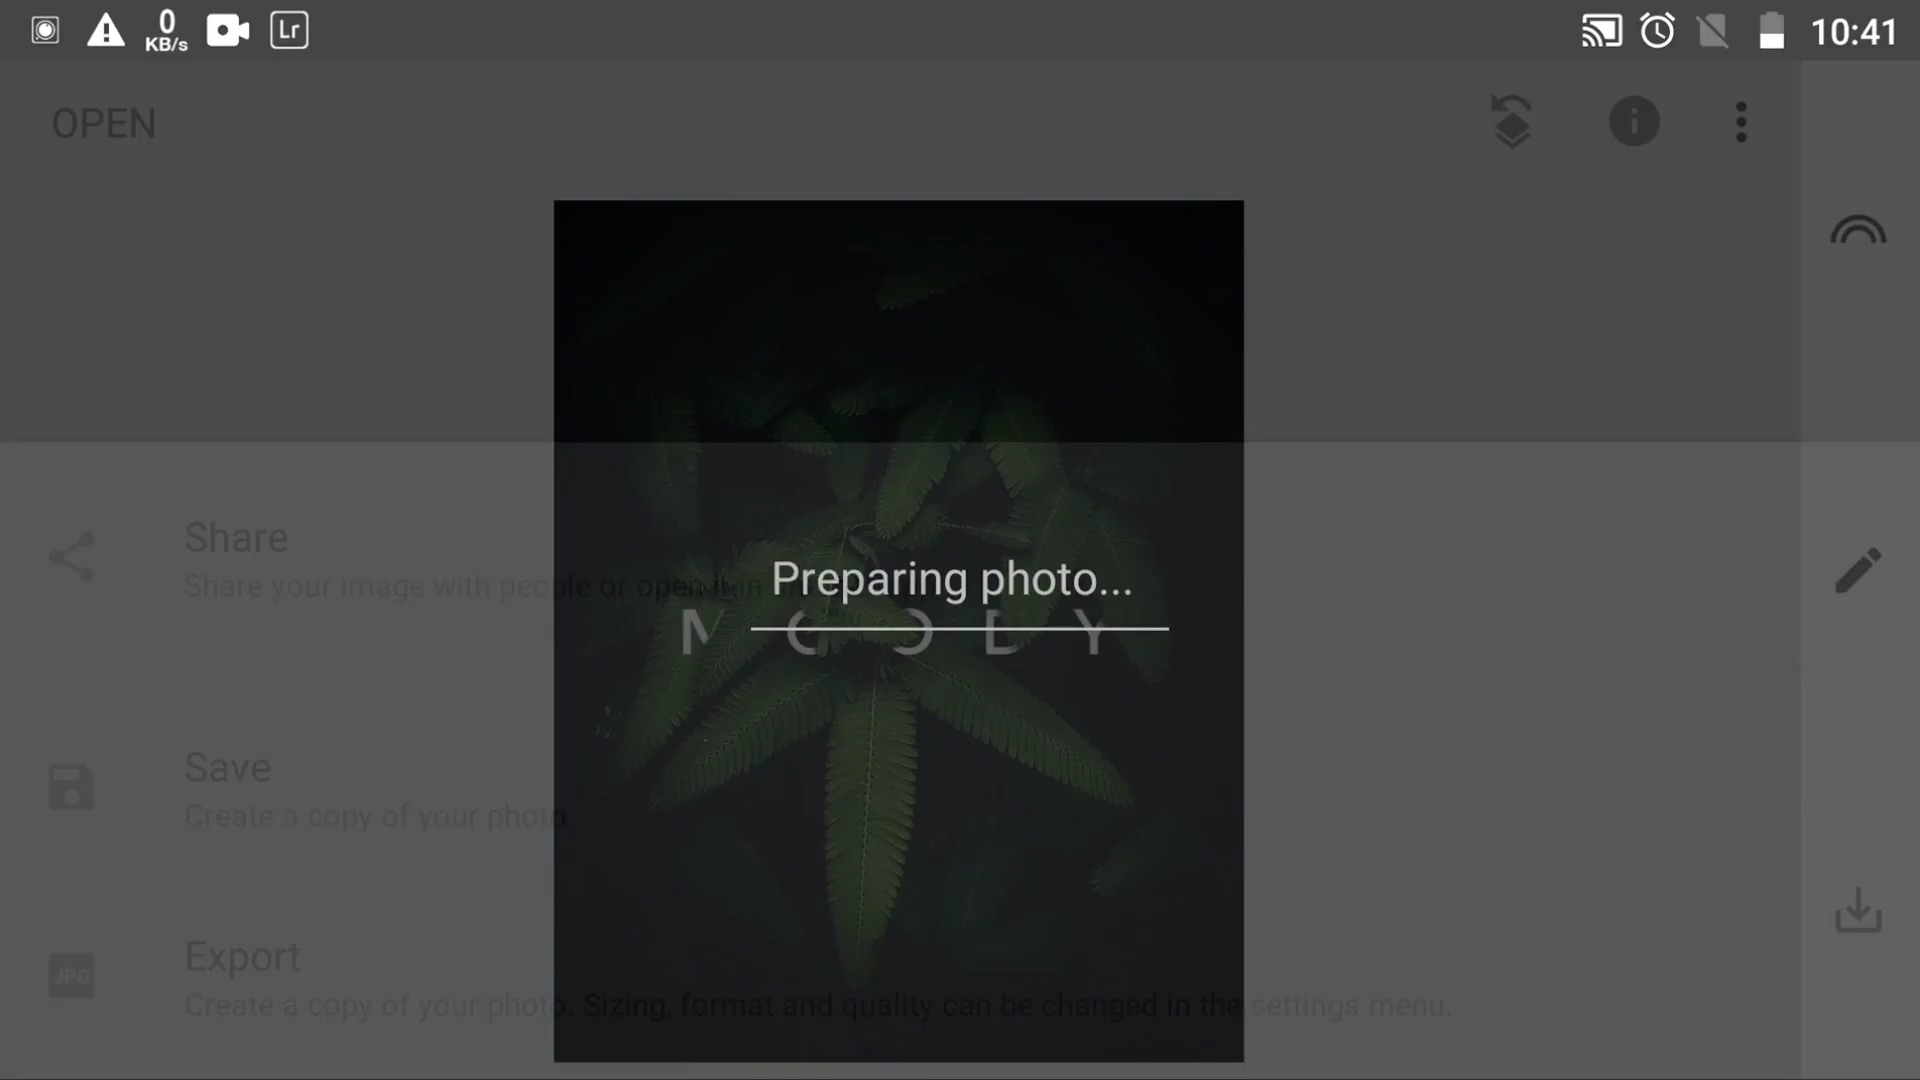 0
KB/s
Lr
10:41
OPEN
Share
Share your image with people or open it in
Preparing photo...
MOODY
Save
Create a copy of your photo.
Export
JPG
Create a copy of your photo. Sizing, format and quality can be changed in the settings menu.